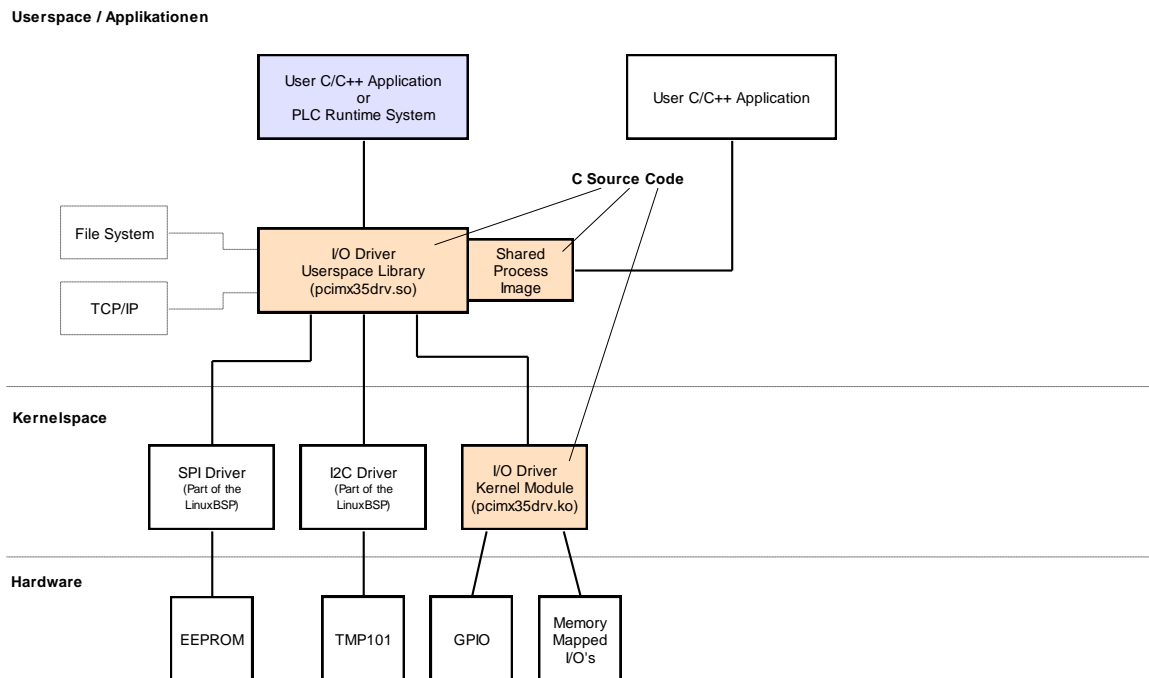 Userspace / Applikationen
User C/C++ Application
or
PLC Runtime System
User C/C++ Application
C Source Code
File System
TCP/IP
I/O Driver
Userspace Library
(pcimx35drv.so)
Shared
Process
Image
Kernelspace
SPI Driver
(Part of the
LinuxBSP)
I2C Driver
(Part of the
LinuxBSP)
I/O Driver
Kernel Module
(pcimx35drv.ko)
Hardware
EEPROM
TMP101
GPIO
Memory
Mapped
I/O's